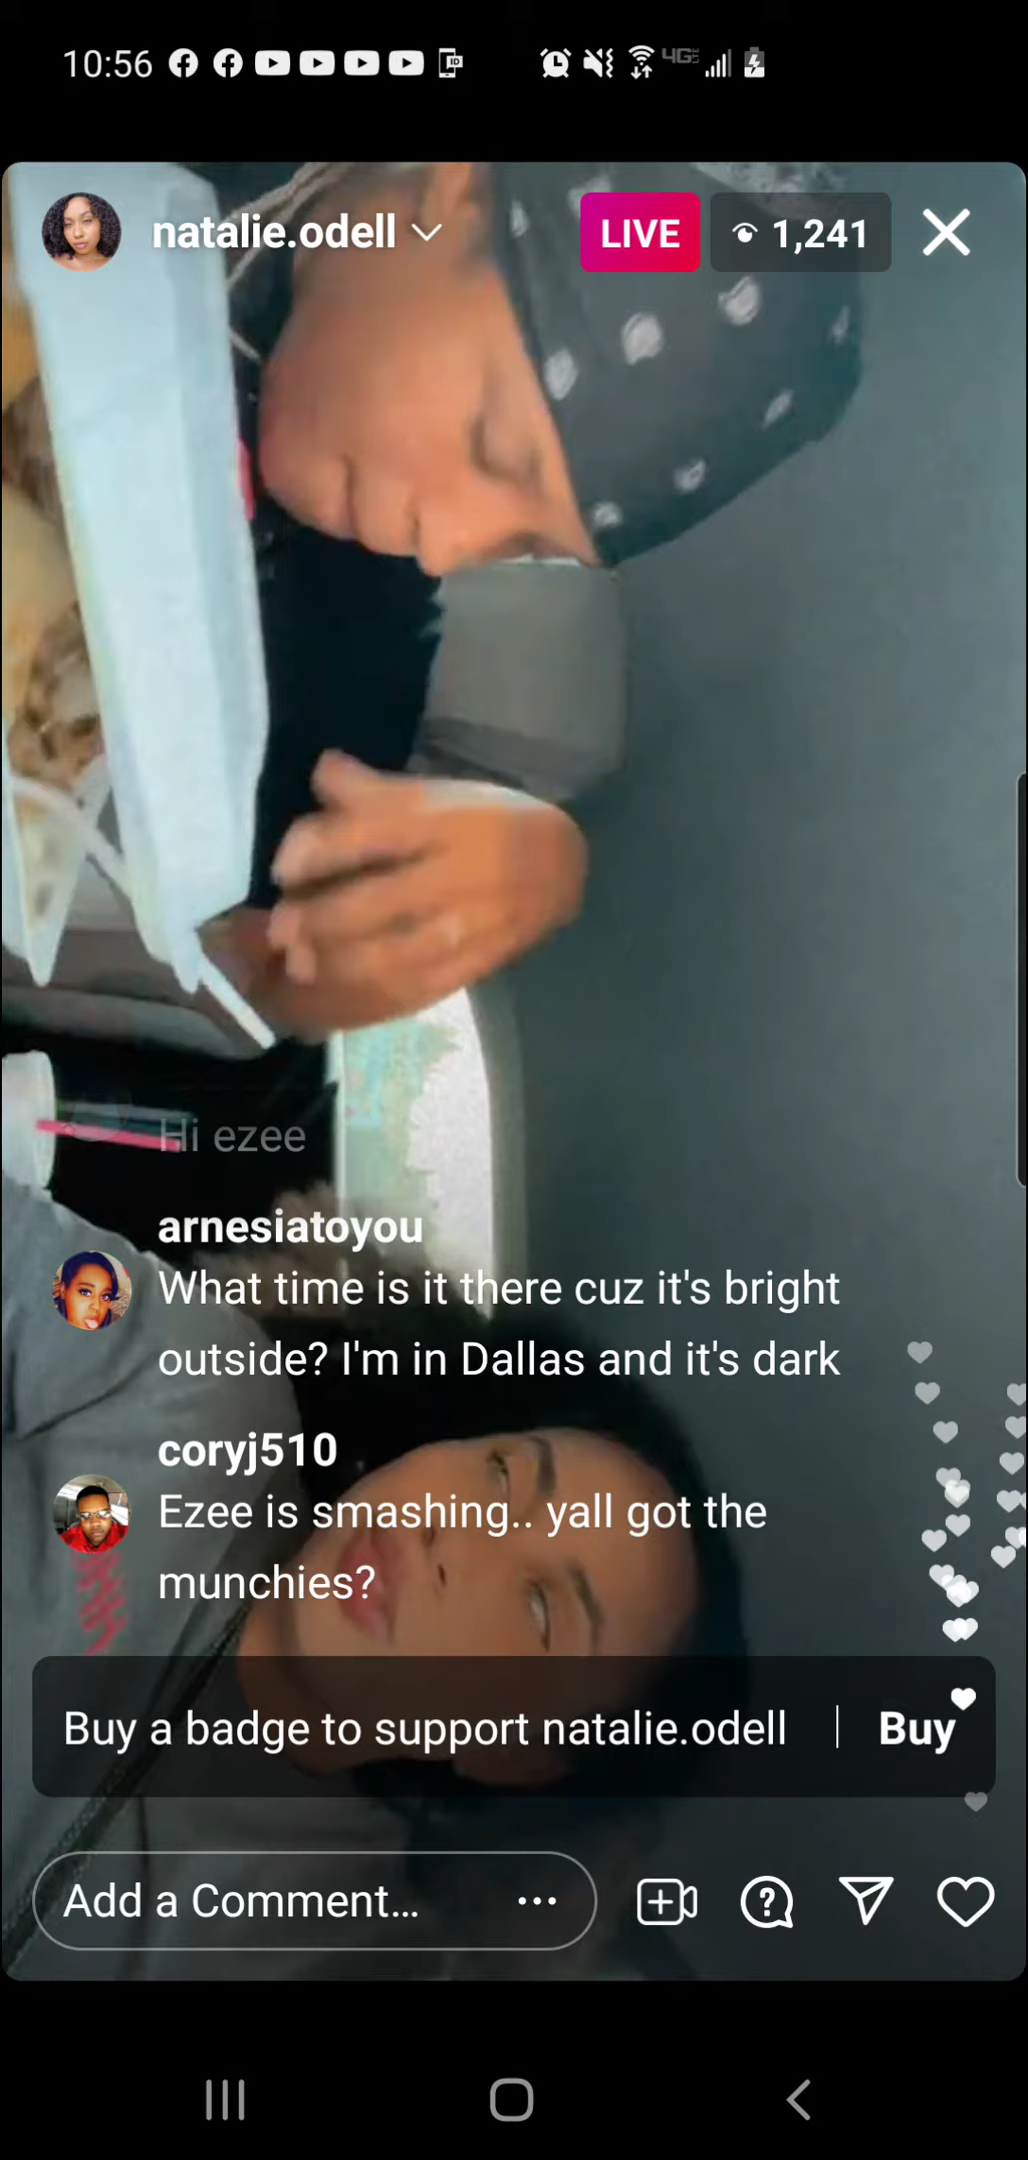 10:56
4GE
natalie.odell
LIVE
1,241
Hi ezee
arnesiatoyou
What time is it there cuz it's bright
outside? I'm in Dallas and it's dark
coryj510
Ezee is smashing.. yall got the
munchies?
Buy a badge to support natalie.odell | Buy
Add a Comment...